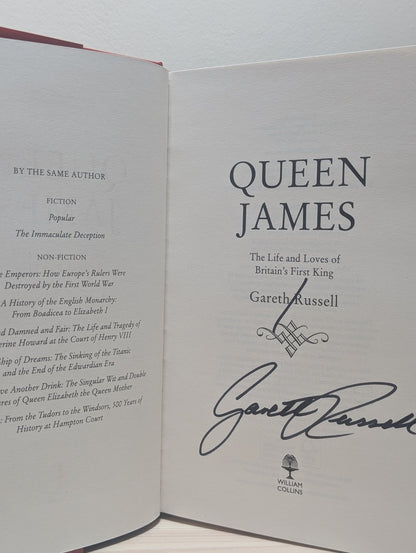 BY THE SAME AUTHOR
FICTION
Popular
The Immaculate Deception
NON-FICTION
Emperors: How Europe's Rulers Were
Destroyed by the First World War
A History of the English Monarchy:
From Boadicea to Elizabeth I
Damned and Fair: The Life and Tragedy of
Howard at the Court of Henry VIII
of Dreams: The Sinking of the Titanic
and the End of the Edwardian Era
Another Drink: The Singular Wit and Double
of Queen Elizabeth the Queen Mother
From the Tudors to the Windsors, 500 Years of
History at Hampton Court
QUEEN
JAMES
The Life and Loves of
Britain's First King
Gareth Russell
Gareth Russell
WILLIAM
COLLINS